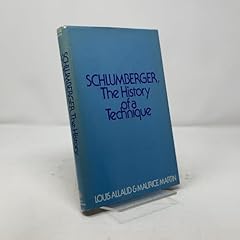 SCHLUMBERGER,
The History
of a
Technique
LOUIS ALLAUD & MAURICE MARTIN
SCHLUMBERGER, The History